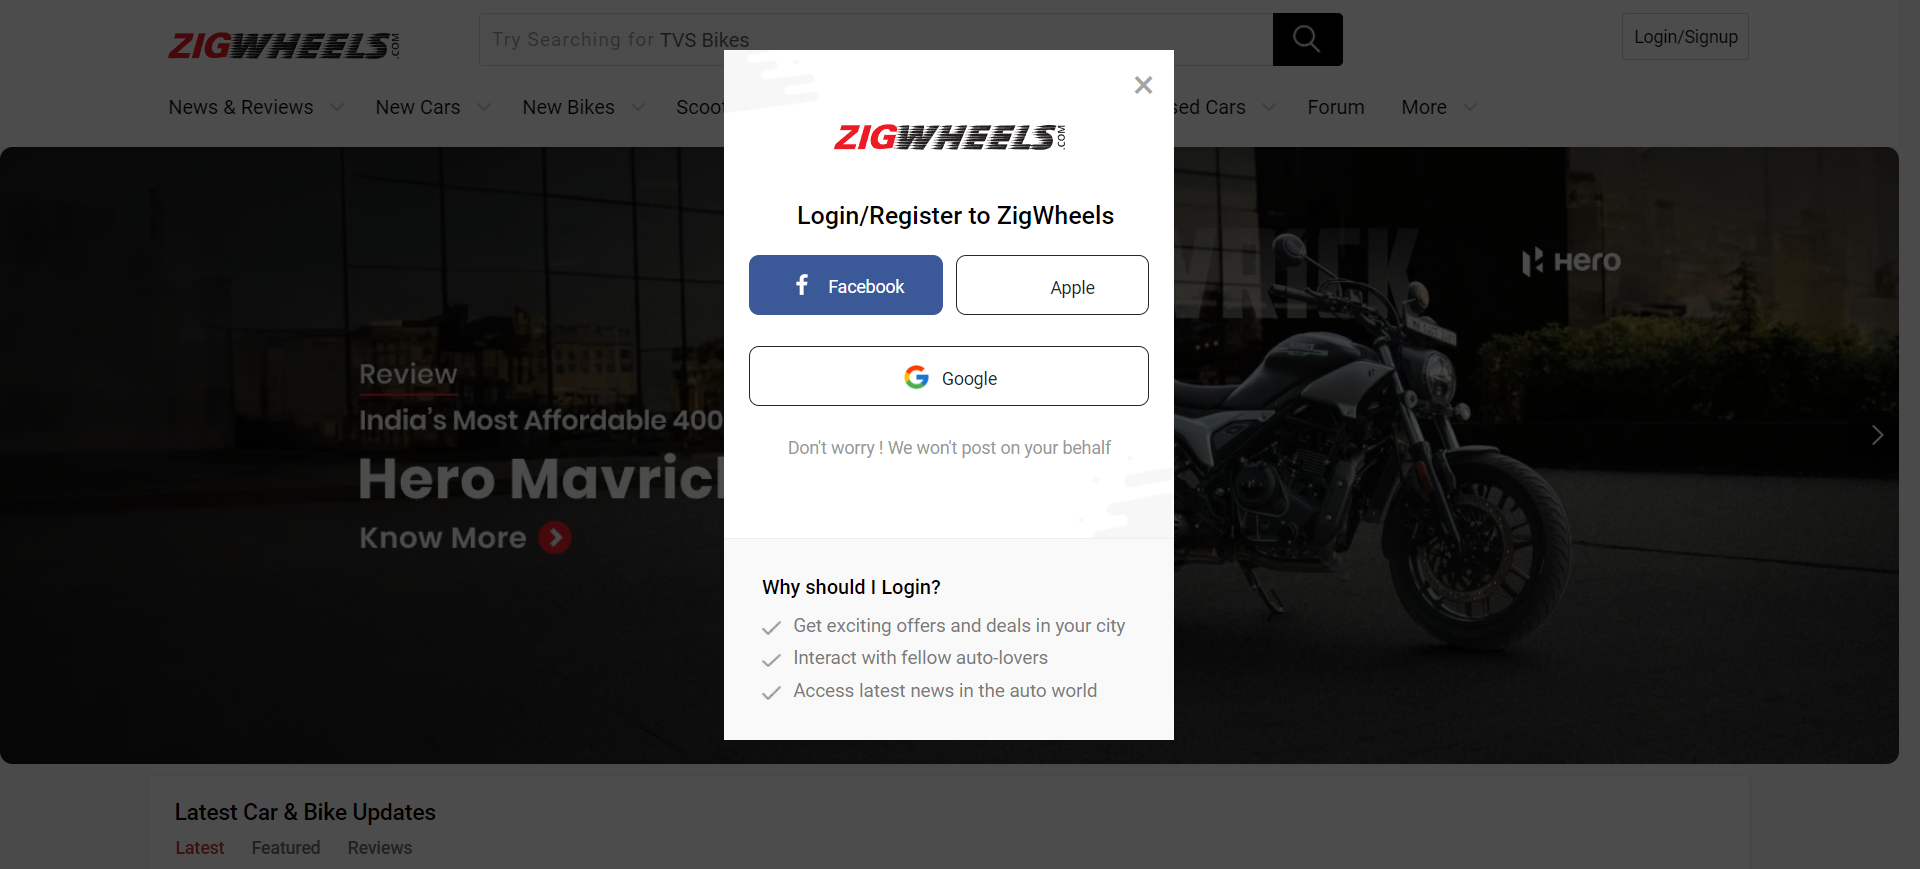 ZIGWHEELS.COM
Try Searching for TVS Bikes
Login/Signup
News & Reviews
New Cars
New Bikes
Scoot
sed Cars
Forum
More
ZIGWHEELS.COM
Login/Register to ZigWheels
Facebook
Apple
Google
Don't worry ! We won't post on your behalf
Why should I Login?
Get exciting offers and deals in your city
Interact with fellow auto-lovers
Access latest news in the auto world
Review
India's Most Affordable 400
Hero Mavric
Know More
VRICK
Hero
Latest Car & Bike Updates
Latest
Featured
Reviews